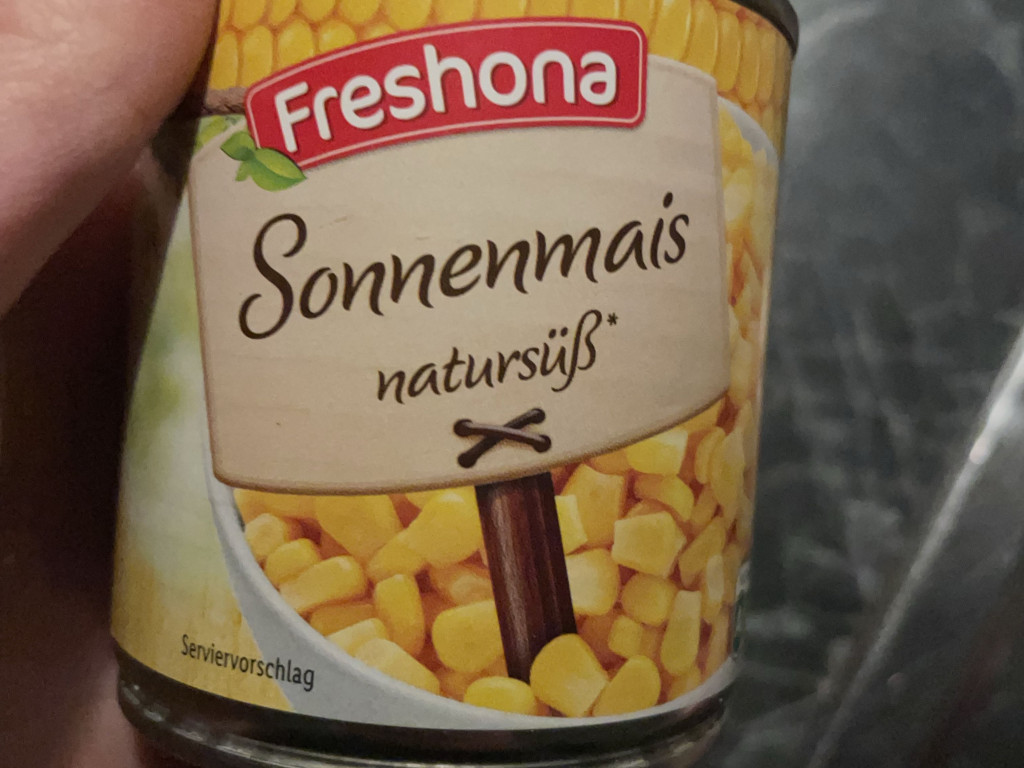 Freshona
Sonnenmais
natursüß*
Serviervorschlag